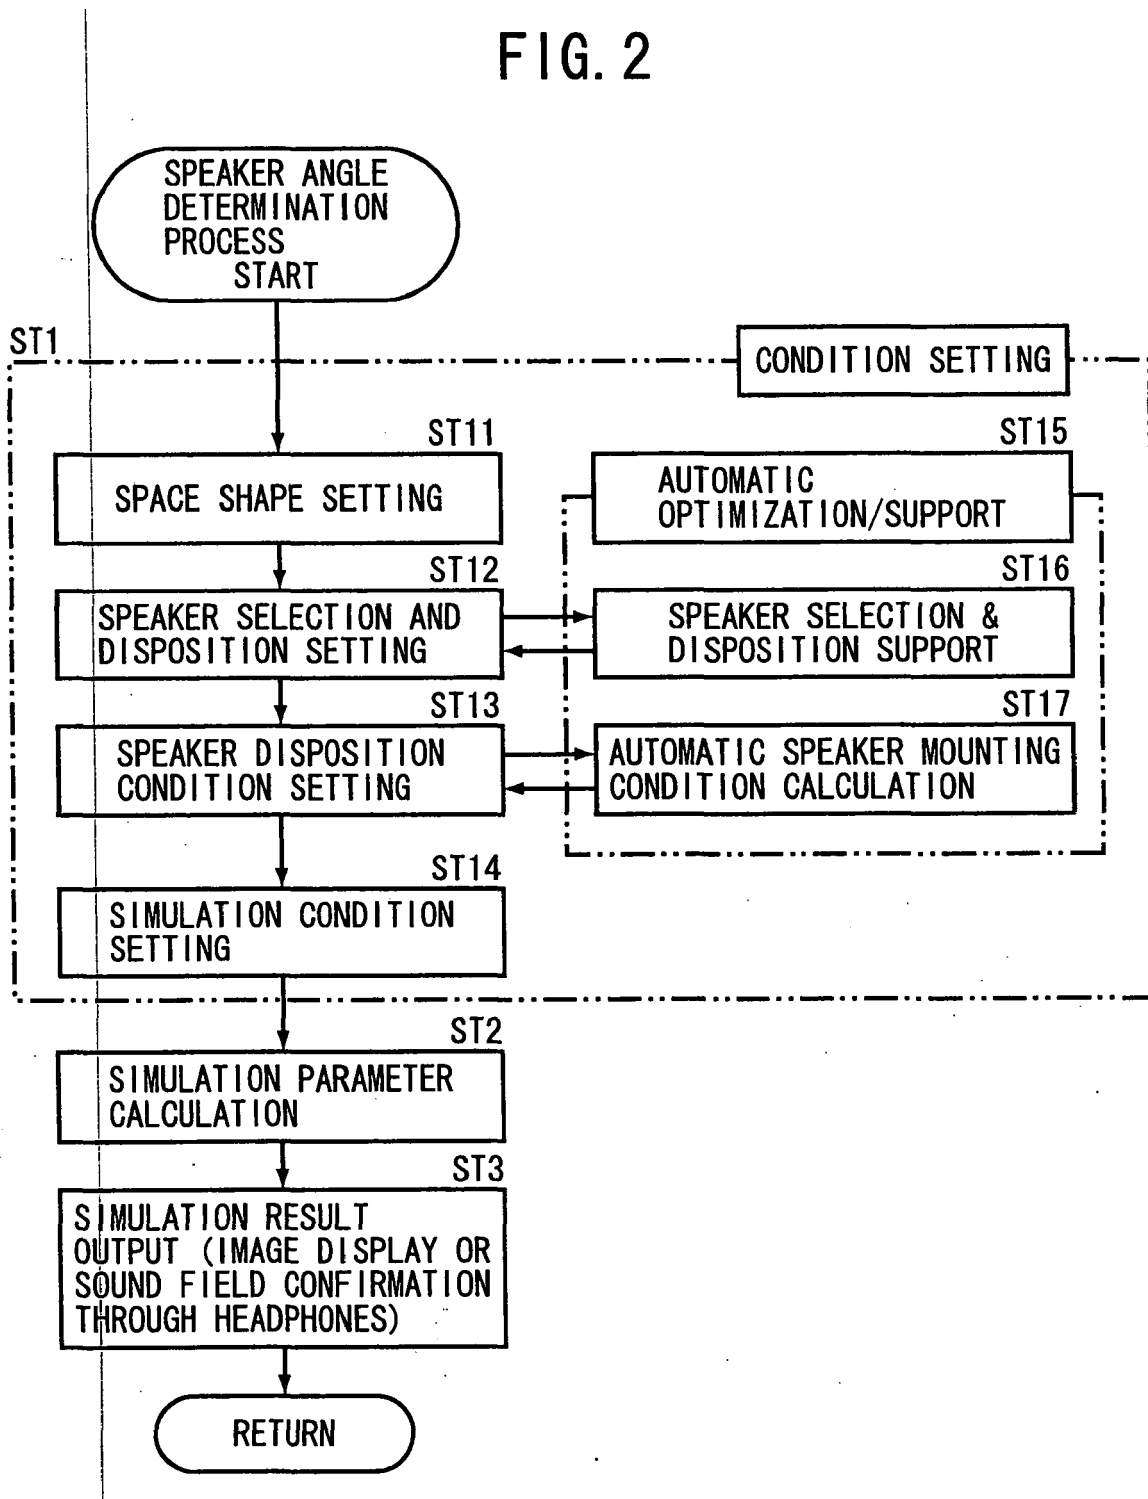 FIG. 2
SPEAKER ANGLE
DETERMINATION
PROCESS
START
ST1
CONDITION SETTING
ST11
SPACE SHAPE SETTING
ST15
AUTOMATIC
OPTIMIZATION/SUPPORT
ST12
SPEAKER SELECTION AND
DISPOSITION SETTING
ST16
SPEAKER SELECTION &
DISPOSITION SUPPORT
ST13
SPEAKER DISPOSITION
CONDITION SETTING
ST17
AUTOMATIC SPEAKER MOUNTING
CONDITION CALCULATION
ST14
SIMULATION CONDITION
SETTING
ST2
SIMULATION PARAMETER
CALCULATION
ST3
SIMULATION RESULT
OUTPUT (IMAGE DISPLAY OR
SOUND FIELD CONFIRMATION
THROUGH HEADPHONES)
RETURN